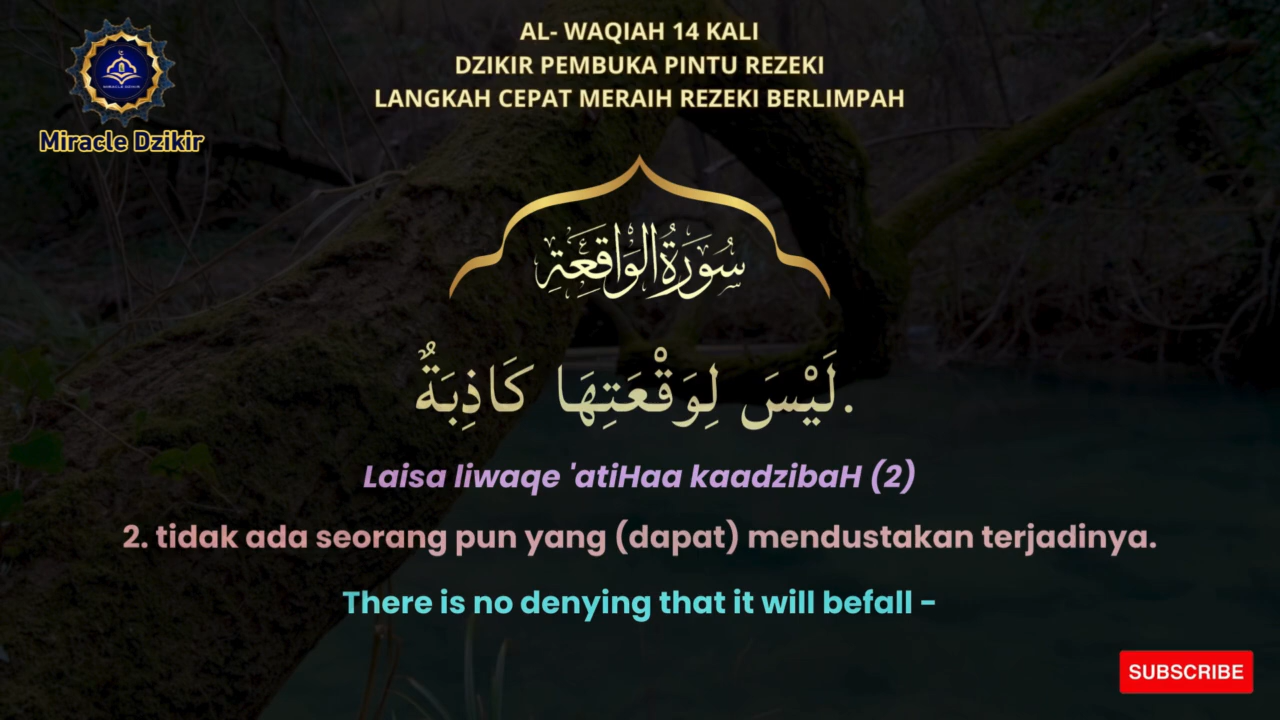 AL- WAQIAH 14 KALI
DZIKIR PEMBUKA PINTU REZEKI
LANGKAH CEPAT MERAIH REZEKI BERLIMPAH
MIRACLE DZIKIR
Miracle Dzikir
سُورَةُ الْوَاقِعَةِ
لَيْسَ لِوَقْعَتِهَا كَاذِبَةٌ.
Laisa liwaqe 'atiHaa kaadzibaH (2)
2. tidak ada seorang pun yang (dapat) mendustakan terjadinya.
There is no denying that it will befall -
SUBSCRIBE